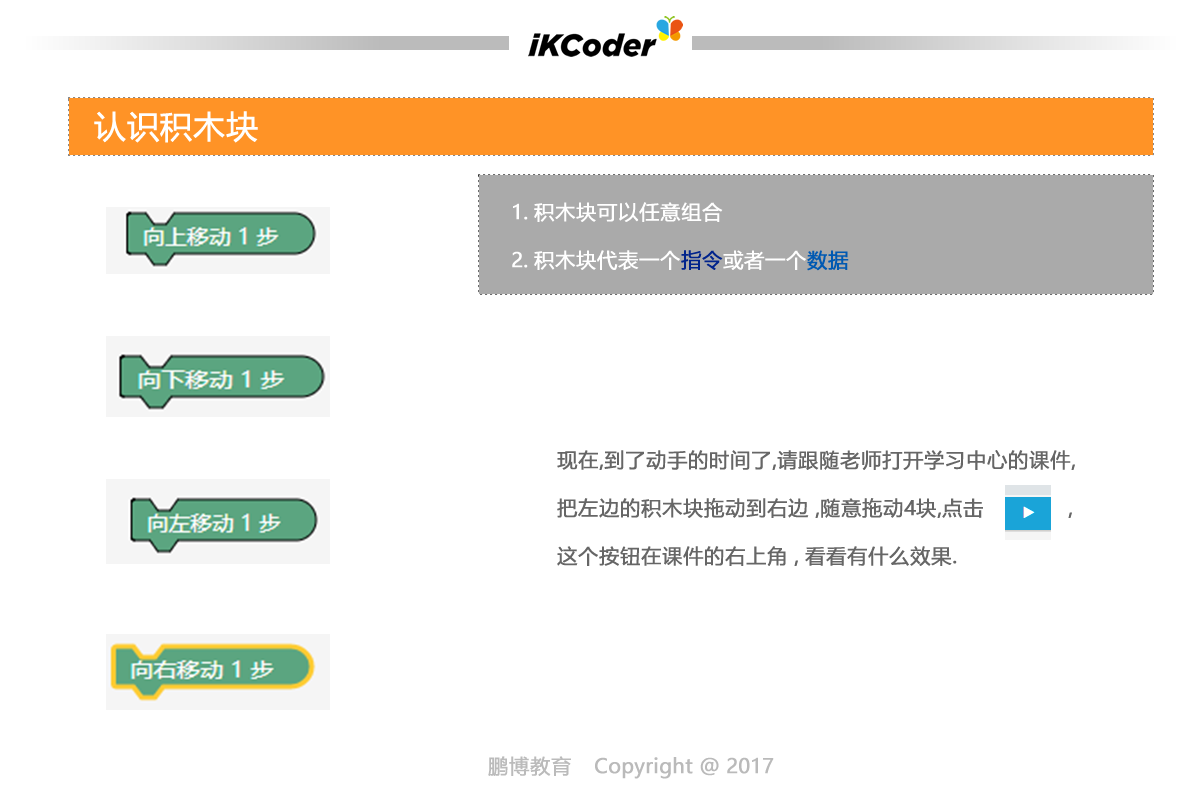 iKCoder
认识积木块
向上移动 1 步
1. 积木块可以任意组合
2. 积木块代表一个指令或者一个数据
向下移动 1 步
现在,到了动手的时间了,请跟随老师打开学习中心的课件,
把左边的积木块拖动到右边 ,随意拖动4块,点击 ,
这个按钮在课件的右上角 , 看看有什么效果.
向左移动 1 步
向右移动 1 步
鹏博教育 Copyright @ 2017